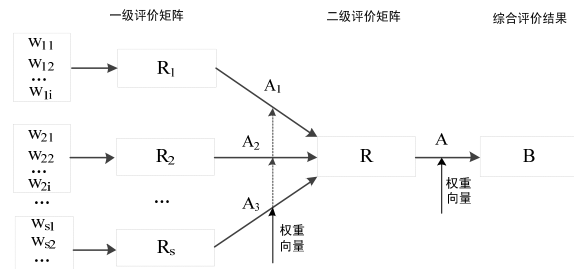 一级评价矩阵
二级评价矩阵
综合评价结果
w11
w12
...
w1i
R1
A1
w21
w22
...
w2i
...
R2
A2
R
A
B
...
权重
向量
ws1
ws2
...
Rs
A3
权重
向量